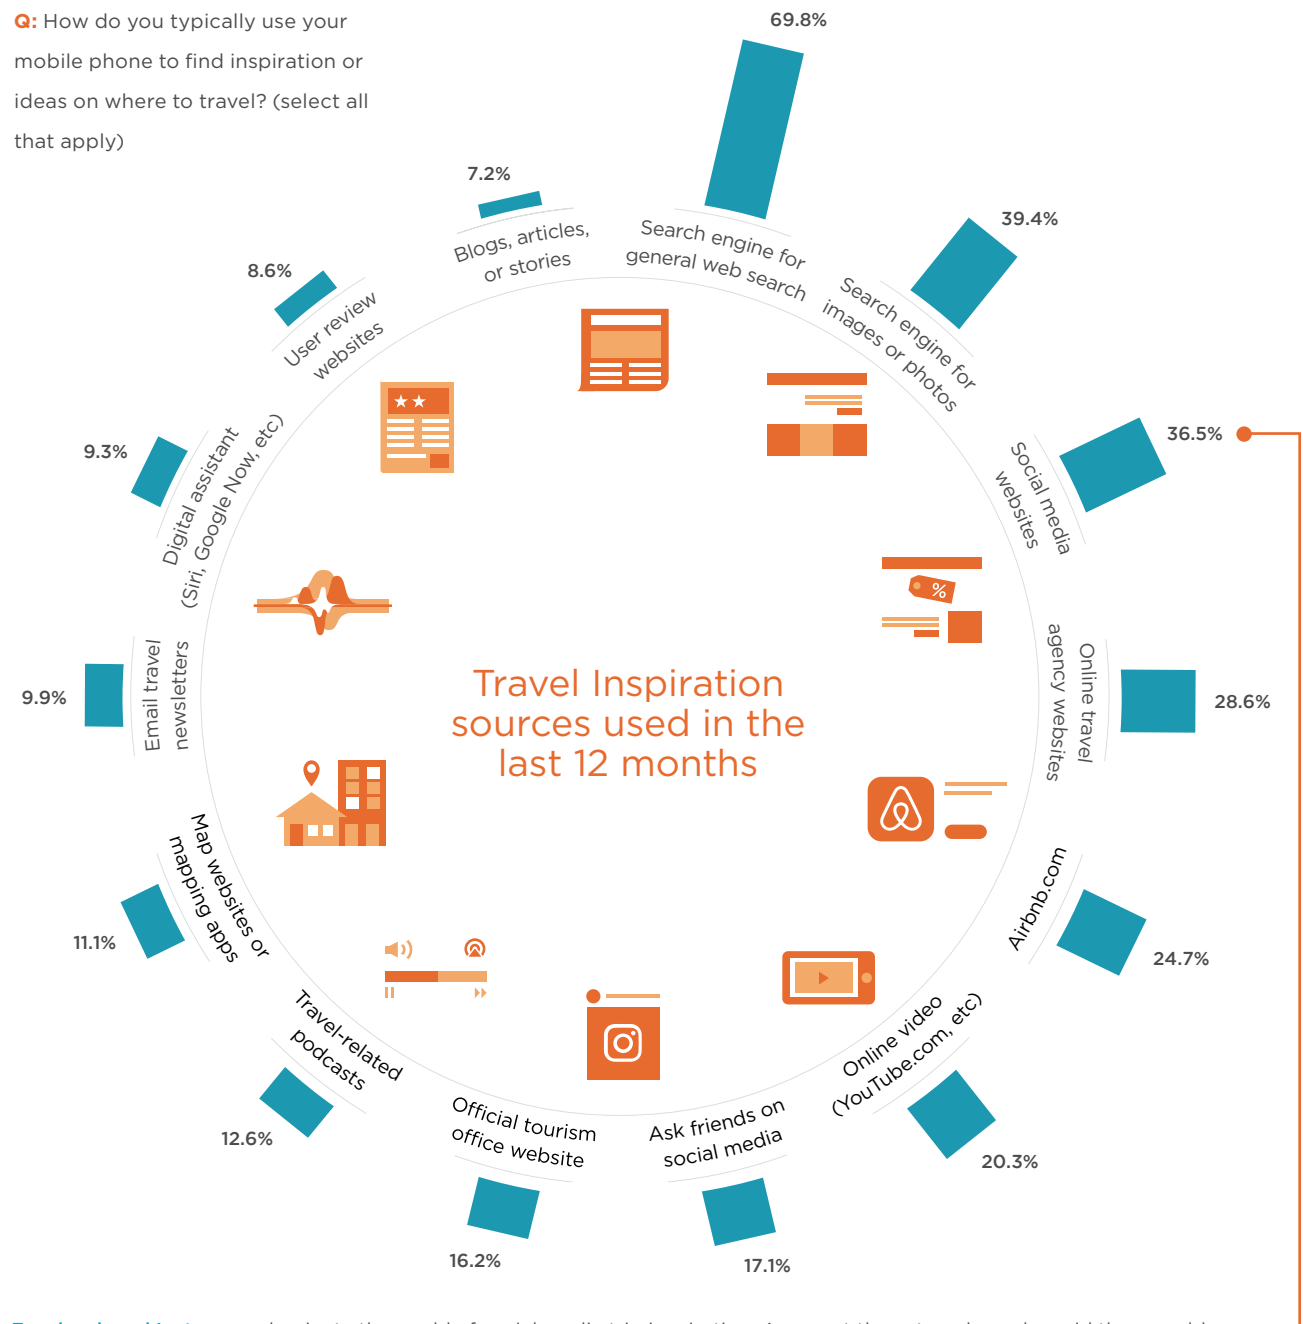 Q: How do you typically use your
mobile phone to find inspiration or
ideas on where to travel? (select all
that apply)
69.8%
Search engine for
general web search
39.4%
Search engine for
images or photos
36.5%
Social media
websites
28.6%
Online travel
agency websites
24.7%
Airbnb.com
20.3%
Online video
(YouTube.com, etc)
17.1%
Ask friends on
social media
16.2%
Official tourism
office website
12.6%
Travel-related
podcasts
11.1%
Map websites or
mapping apps
9.9%
Email travel
newsletters
9.3%
Digital assistant
(Siri, Google Now, etc)
8.6%
User review
websites
7.2%
Blogs, articles,
or stories
%
Travel Inspiration
sources used in the
last 12 months